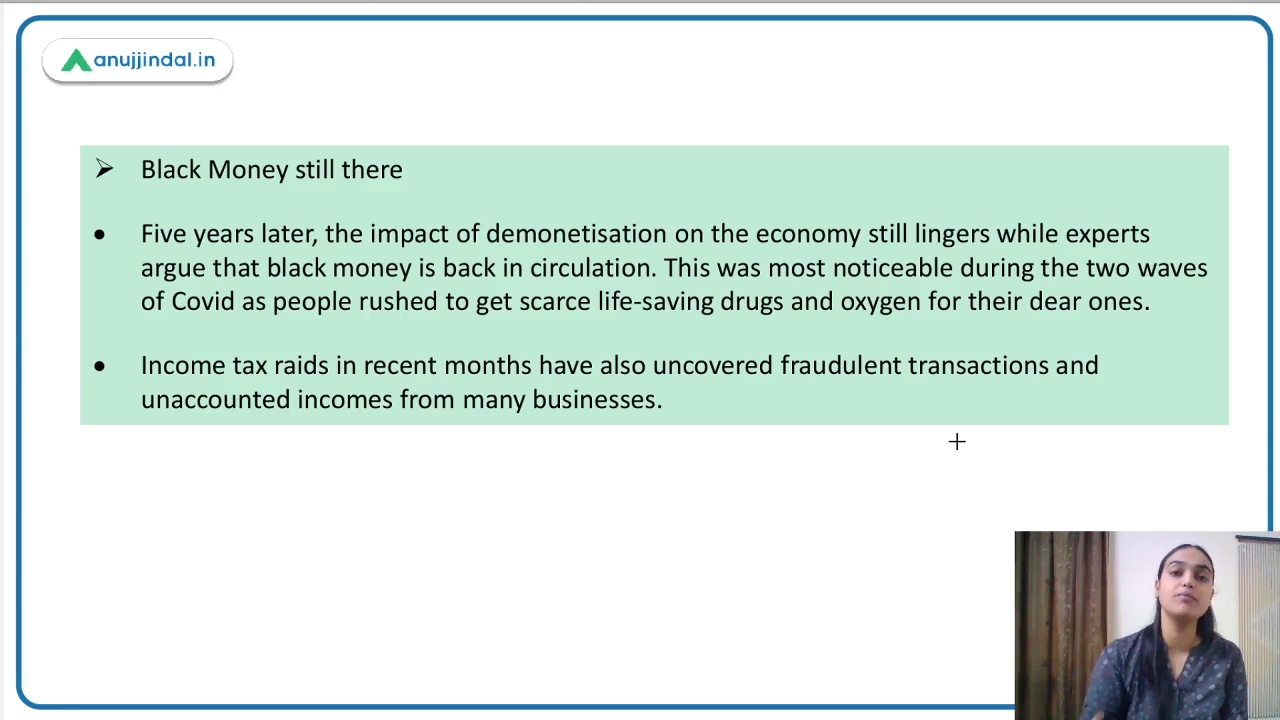 anujjindal.in
➢ Black Money still there
• Five years later, the impact of demonetisation on the economy still lingers while experts
argue that black money is back in circulation. This was most noticeable during the two waves
of Covid as people rushed to get scarce life-saving drugs and oxygen for their dear ones.
• Income tax raids in recent months have also uncovered fraudulent transactions and
unaccounted incomes from many businesses.